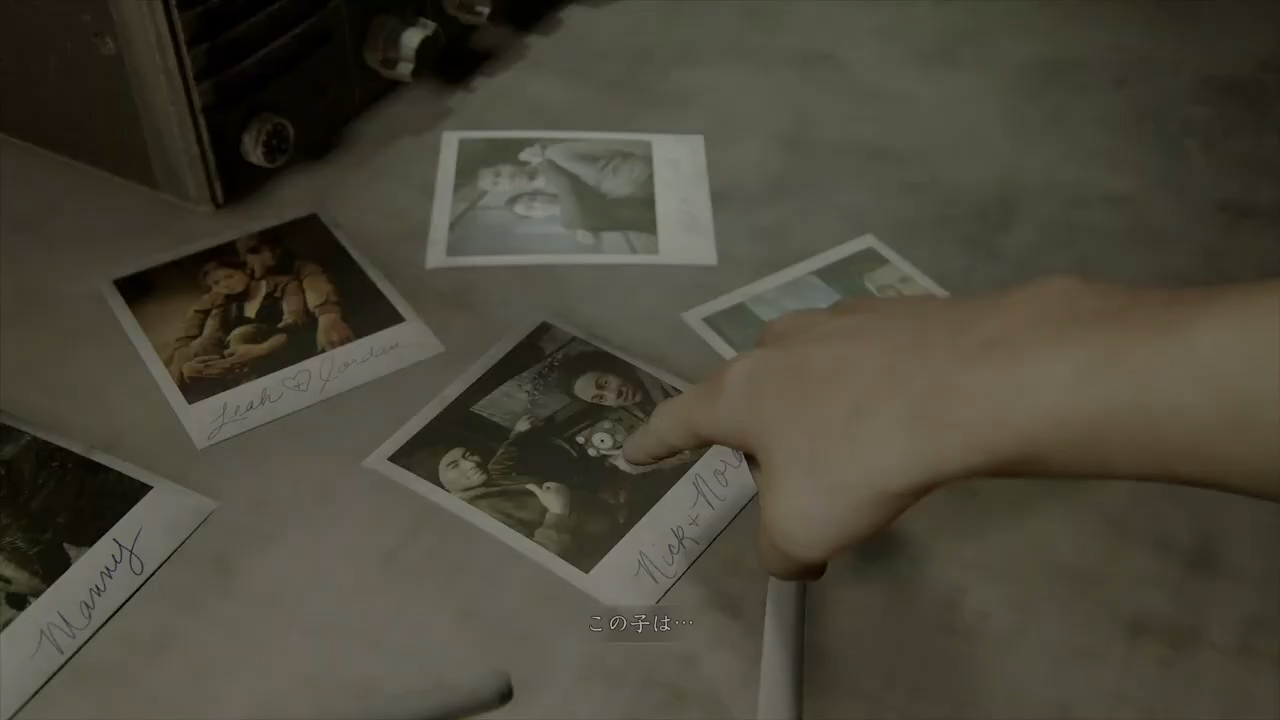 Leah ♡ Jordan
Nick + Nora
Manny
この子は…